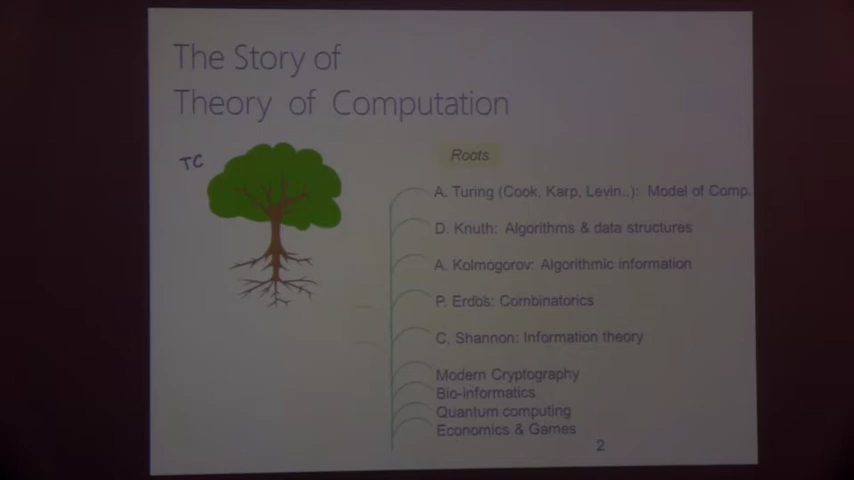 The Story of
Theory of Computation
TC
Roots
A. Turing (Cook, Karp, Levin..): Model of Comp.
D. Knuth: Algorithms & data structures
A. Kolmogorov: Algorithmic information
P. Erdős: Combinatorics
C. Shannon: Information theory
Modern Cryptography
Bio-informatics
Quantum computing
Economics & Games
2